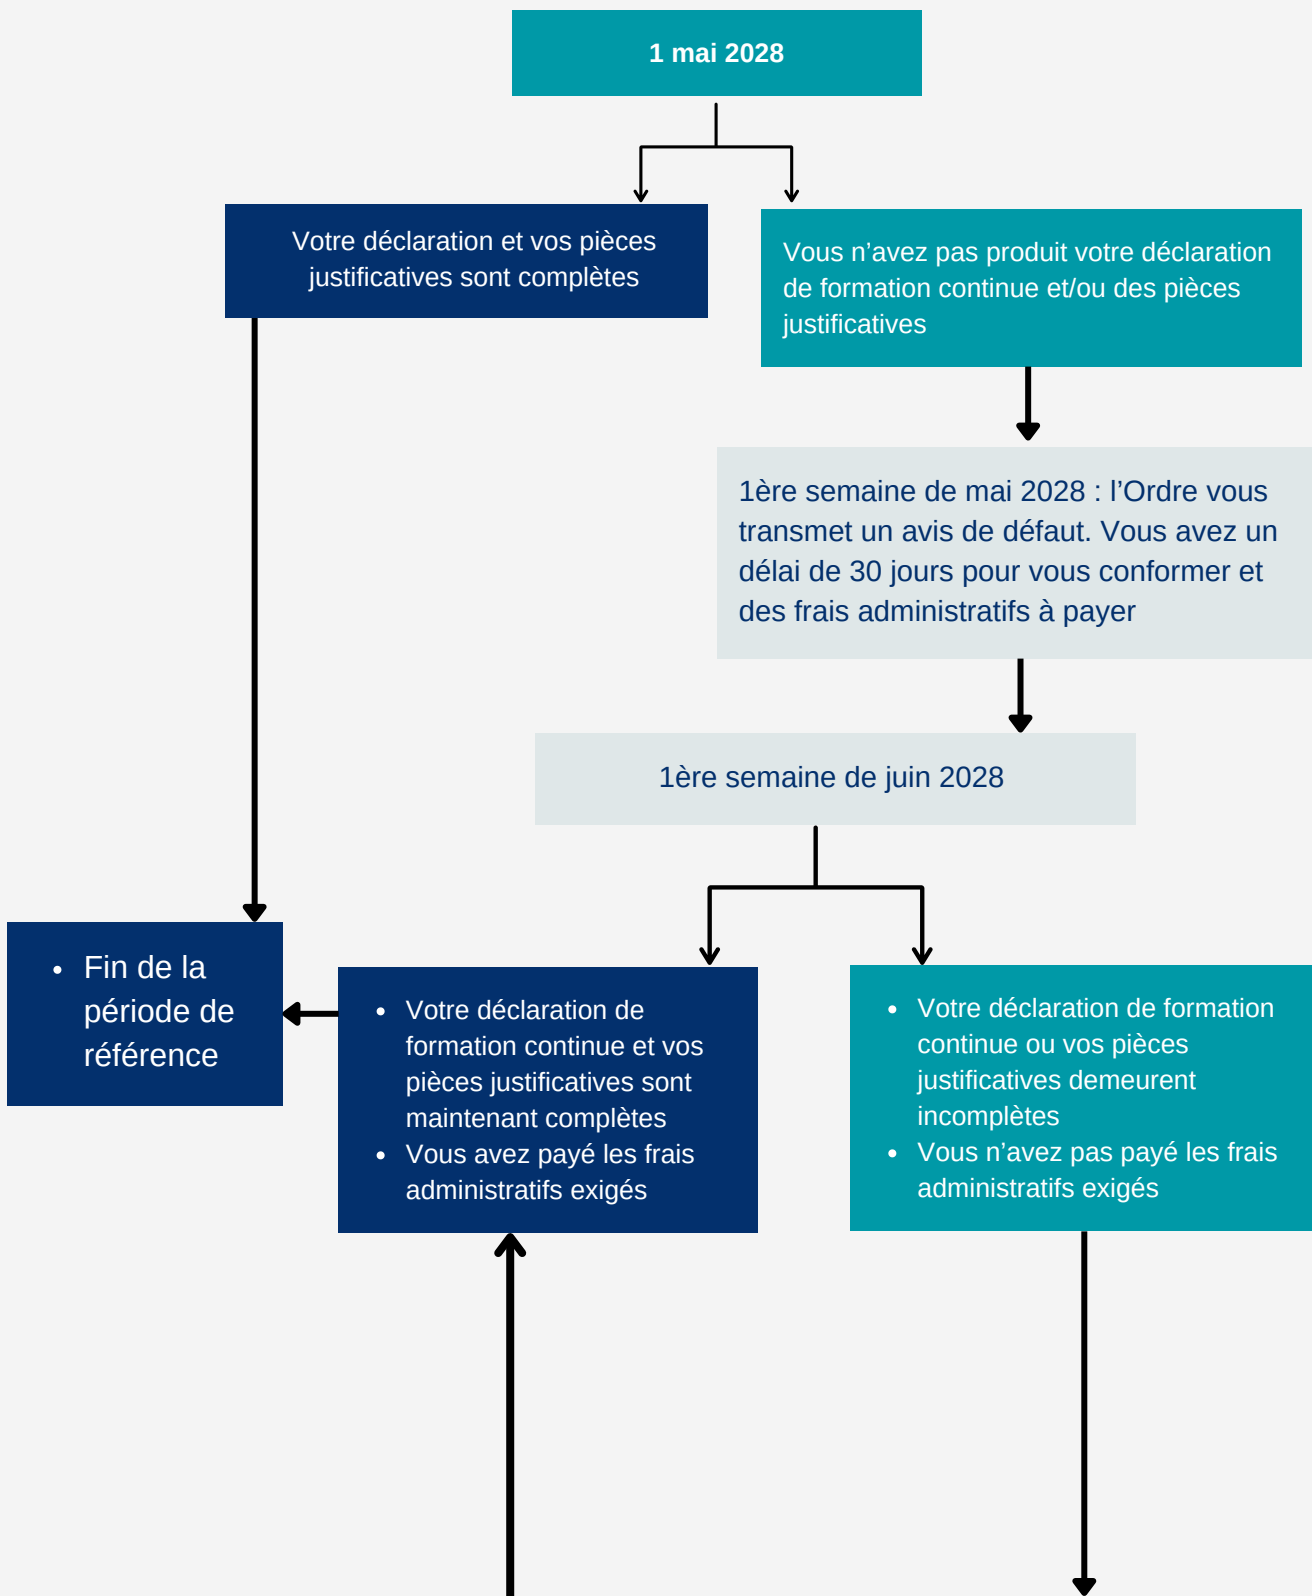 1 mai 2028
Votre déclaration et vos pièces
justificatives sont complètes
Vous n’avez pas produit votre déclaration
de formation continue et/ou des pièces
justificatives
1ère semaine de mai 2028 : l’Ordre vous
transmet un avis de défaut. Vous avez un
délai de 30 jours pour vous conformer et
des frais administratifs à payer
1ère semaine de juin 2028
• Fin de la
période de
référence
• Votre déclaration de
formation continue et vos
pièces justificatives sont
maintenant complètes
• Vous avez payé les frais
administratifs exigés
• Votre déclaration de formation
continue ou vos pièces
justificatives demeurent
incomplètes
• Vous n’avez pas payé les frais
administratifs exigés